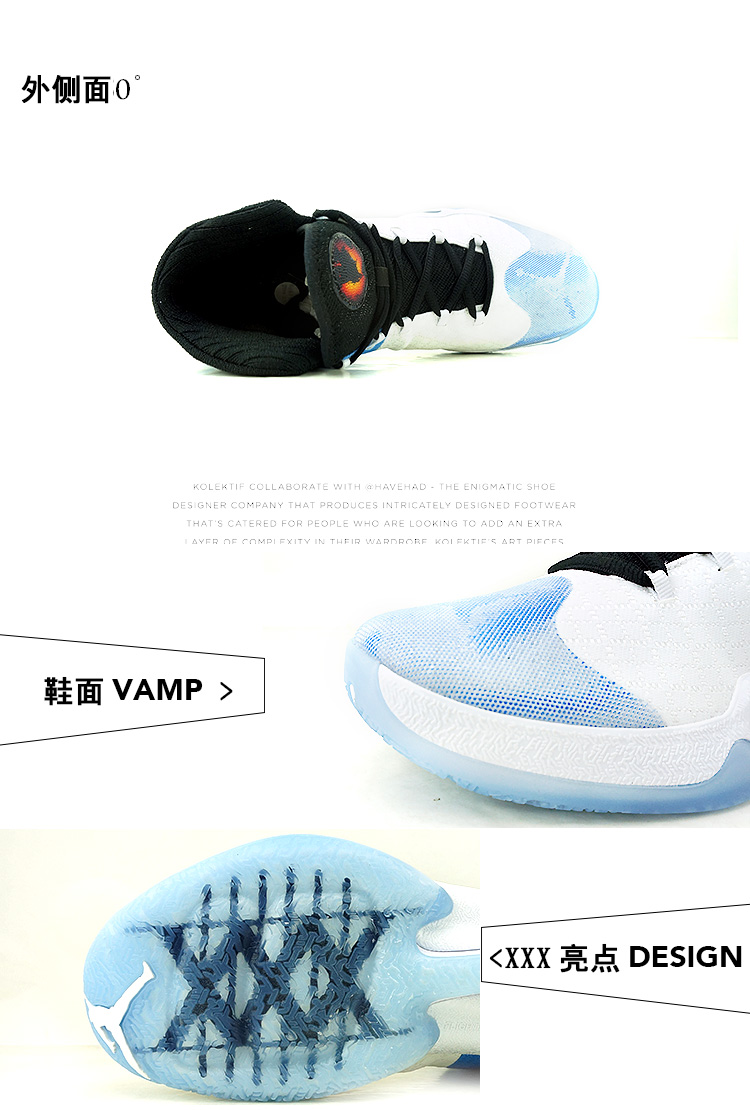 外侧面0°
KOLEKTIF COLLABORATE WITH @HAVEHAD - THE ENIGMATIC SHOE
DESIGNER COMPANY THAT PRODUCES INTRICATELY DESIGNED FOOTWEAR
THAT'S CATERED FOR PEOPLE WHO ARE LOOKING TO ADD AN EXTRA
LAYER OF COMPLEXITY IN THEIR WARDROBE. KOLEKTIF'S ART PIECES
鞋面 VAMP >
XXX
<XXX 亮点 DESIGN